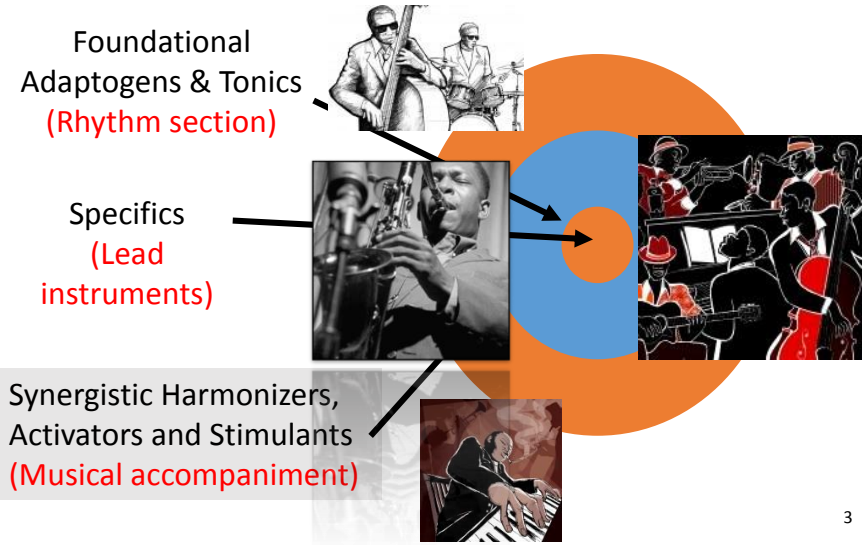 Foundational
Adaptogens & Tonics
(Rhythm section)
Specifics
(Lead
instruments)
Synergistic Harmonizers,
Activators and Stimulants
(Musical accompaniment)
3